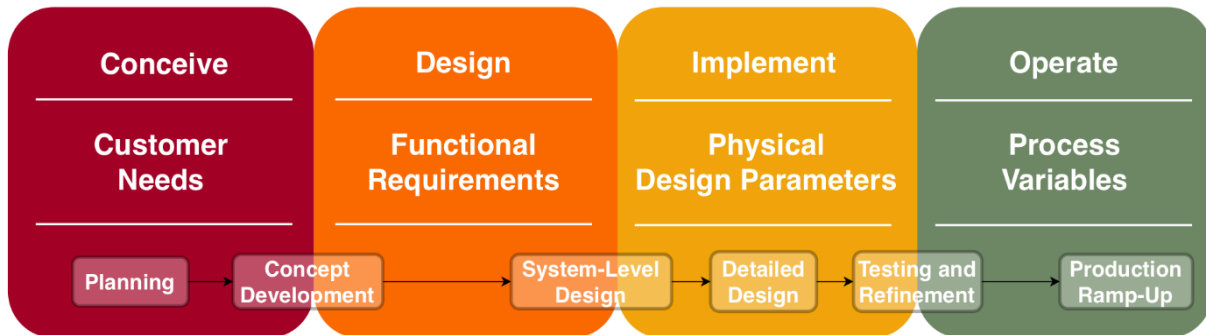 Conceive
Customer
Needs
Design
Functional
Requirements
Implement
Physical
Design Parameters
Operate
Process
Variables
Planning
Concept
Development
System-Level
Design
Detailed
Design
Testing and
Refinement
Production
Ramp-Up